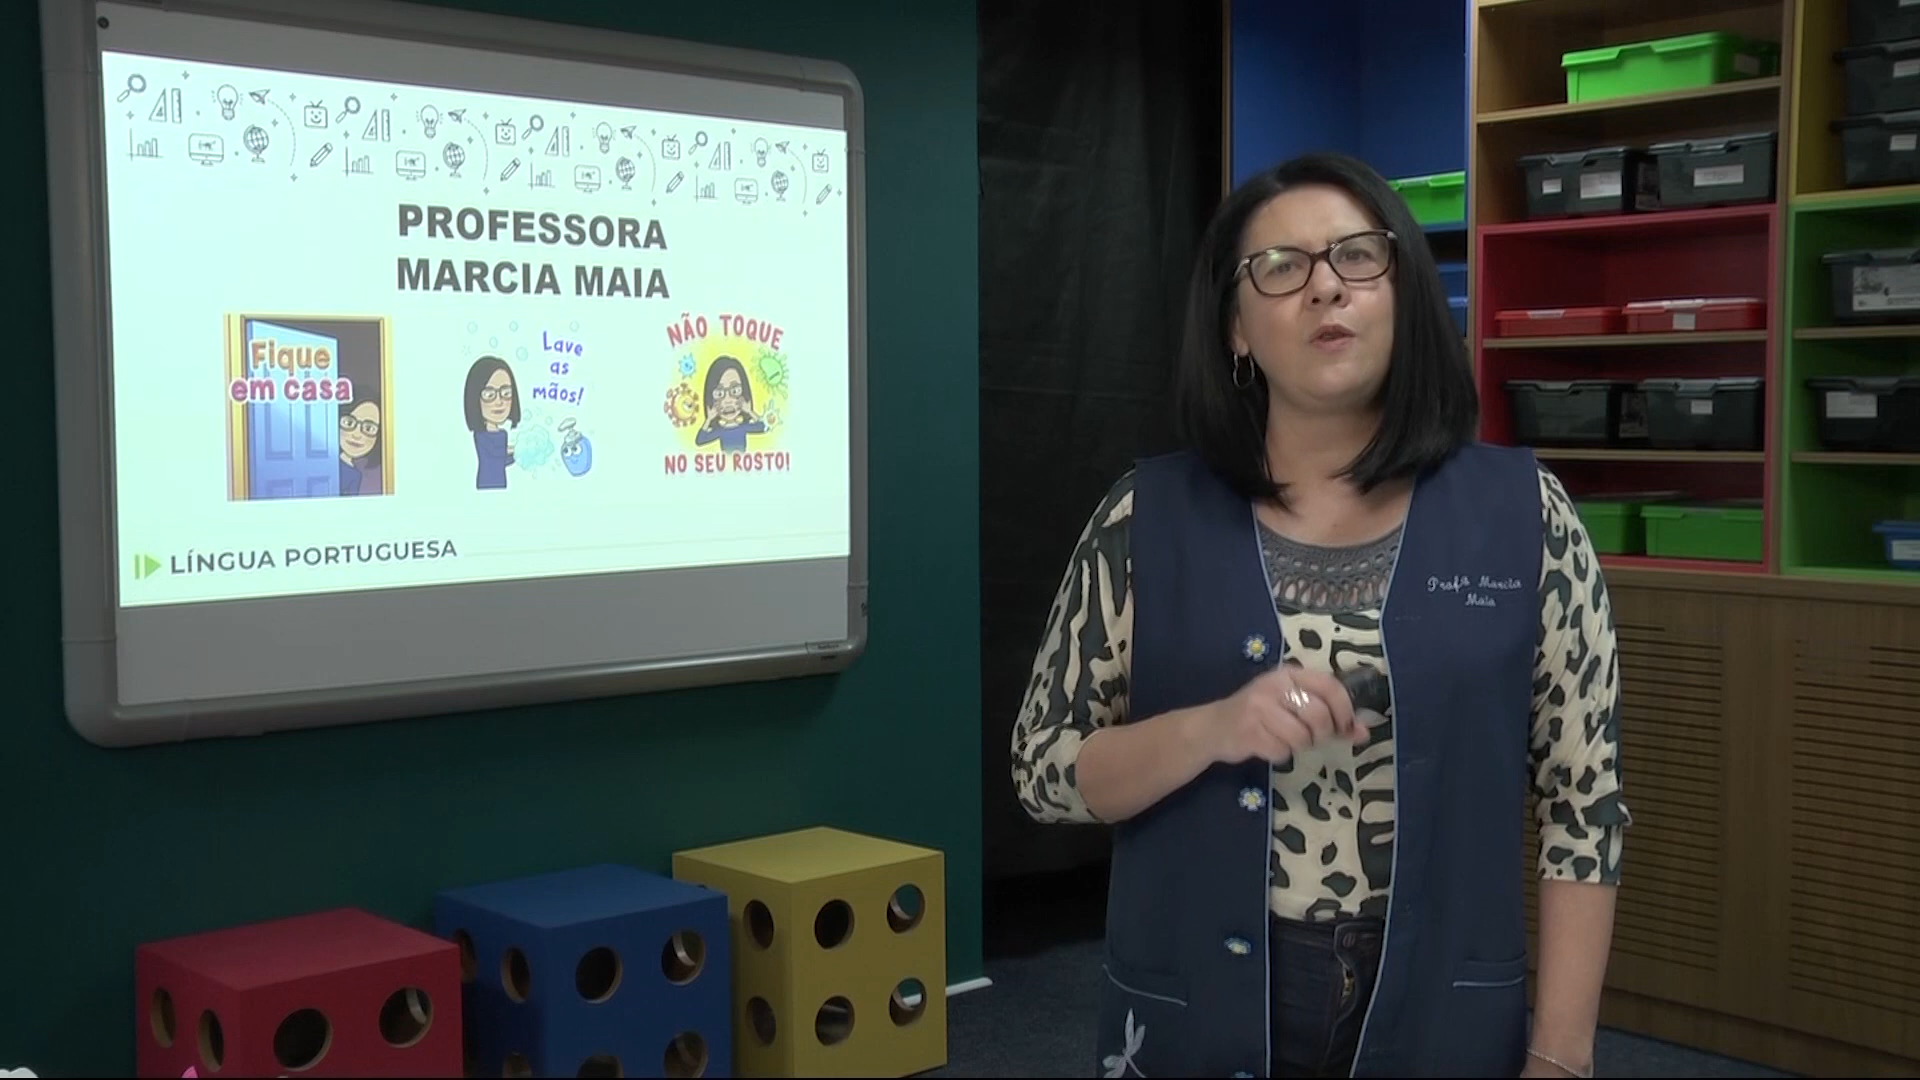 PROFESSORA
MARCIA MAIA
Fique
em casa
Lave
as
mãos!
NÃO TOQUE
NO SEU ROSTO!
LÍNGUA PORTUGUESA
Profª Marcia
Maia